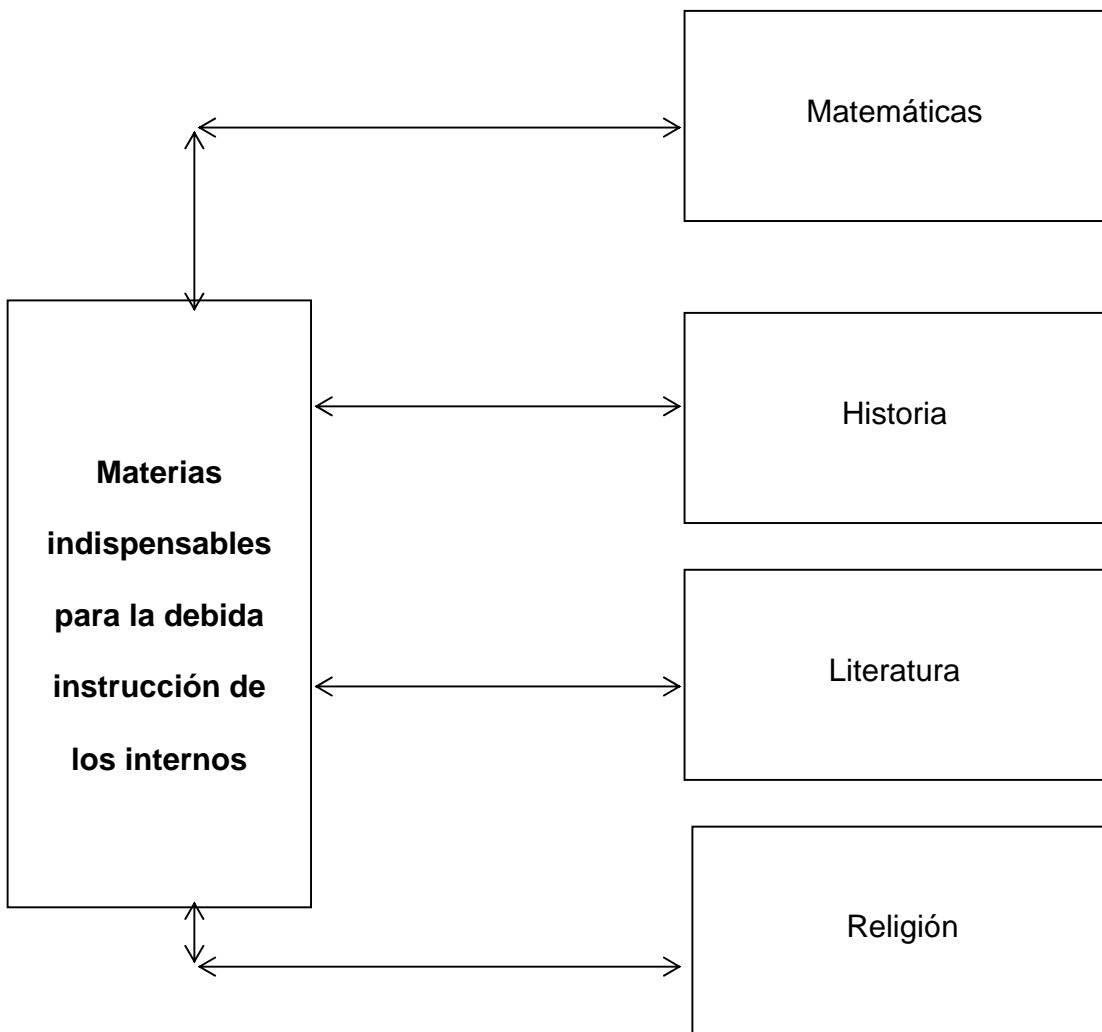 Matemáticas
Historia
Materias
indispensables
para la debida
instrucción de
los internos
Literatura
Religión